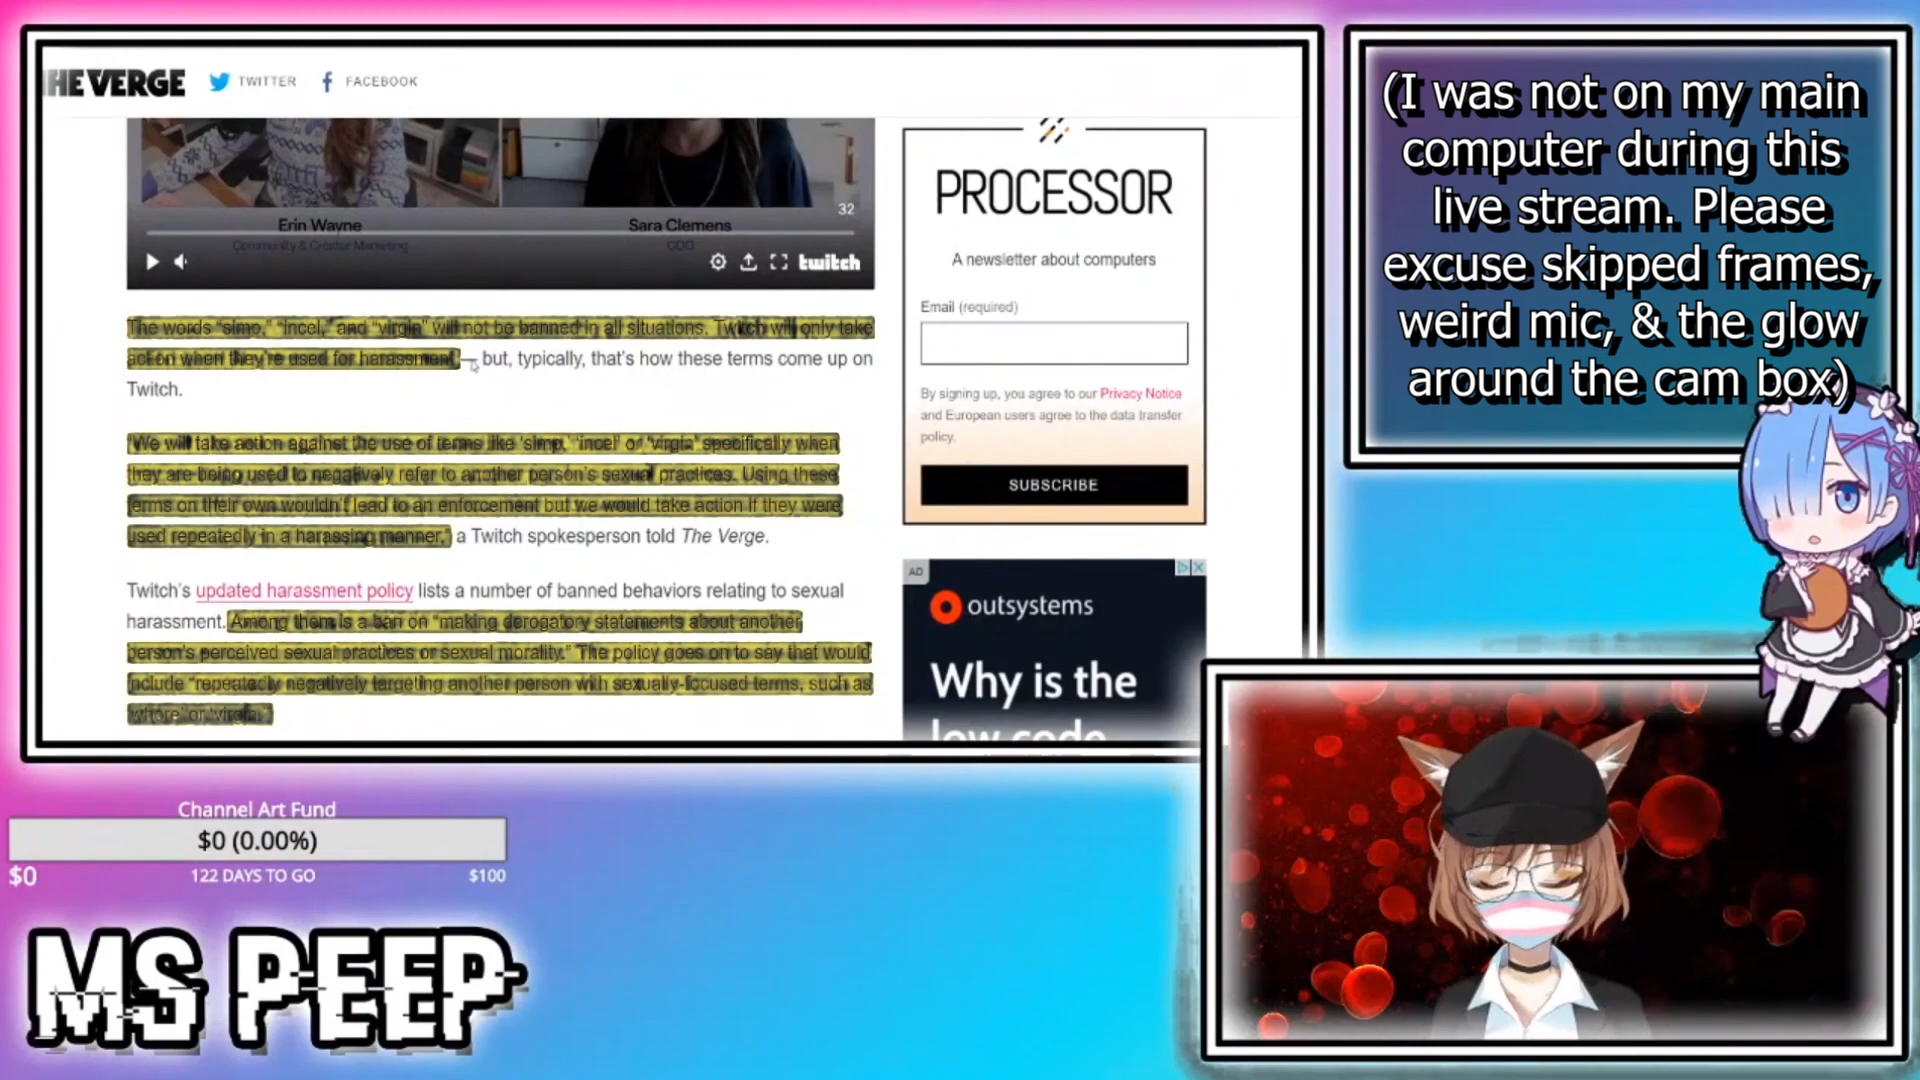 THE VERGE TWITTER FACEBOOK
32
Erin Wayne Sara Clemens
Community & Creator Marketing COO
twitch
The words “simp,” “incel,” and “virgin” will not be banned in all situations. Twitch will only take
action when they’re used for harassment — but, typically, that’s how these terms come up on
Twitch.
“We will take action against the use of terms like ‘simp,’ ‘incel’ or ‘virgin’ specifically when
they are being used to negatively refer to another person’s sexual practices. Using these
terms on their own wouldn’t lead to an enforcement but we would take action if they were
used repeatedly in a harassing manner,” a Twitch spokesperson told The Verge.
Twitch’s updated harassment policy lists a number of banned behaviors relating to sexual
harassment. Among them is a ban on “making derogatory statements about another
person’s perceived sexual practices or sexual morality.” The policy goes on to say that would
include “repeatedly negatively targeting another person with sexually-focused terms, such as
‘whore’ or ‘virgin.’”
PROCESSOR
A newsletter about computers
Email (required)
By signing up, you agree to our Privacy Notice
and European users agree to the data transfer
policy.
SUBSCRIBE
AD
outsystems
Why is the
low code
(I was not on my main
computer during this
live stream. Please
excuse skipped frames,
weird mic, & the glow
around the cam box)
Channel Art Fund
$0 (0.00%)
$0 122 DAYS TO GO $100
MS PEEP